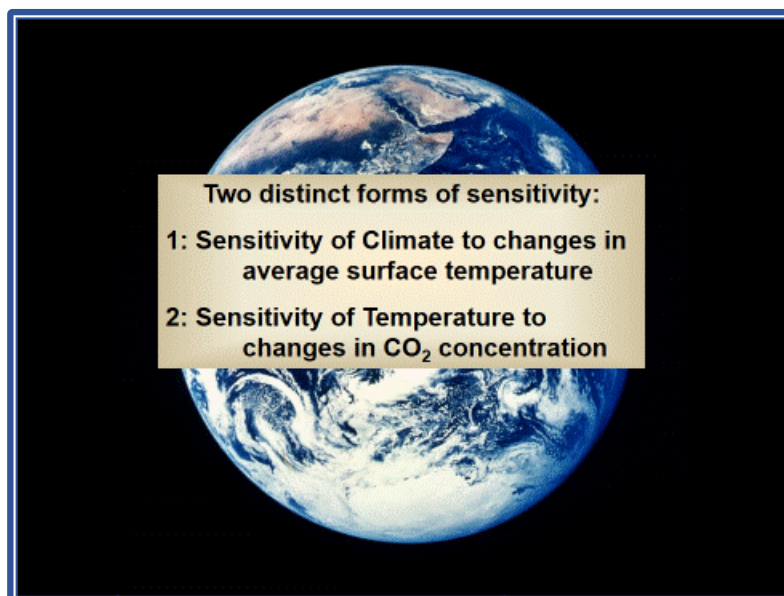 Two distinct forms of sensitivity:
1: Sensitivity of Climate to changes in
average surface temperature
2: Sensitivity of Temperature to
changes in CO₂ concentration